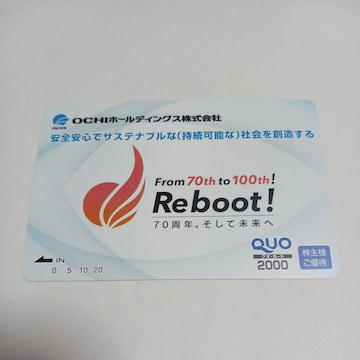 OCHI
OCHIホールディングス株式会社
安全安心でサステナブルな(持続可能な)社会を創造する
From 70th to 100th!
Reboot!
70周年。そして未来へ
QUO
クオ・カード
2000
株主様
ご優待
IN
0 5 10 20